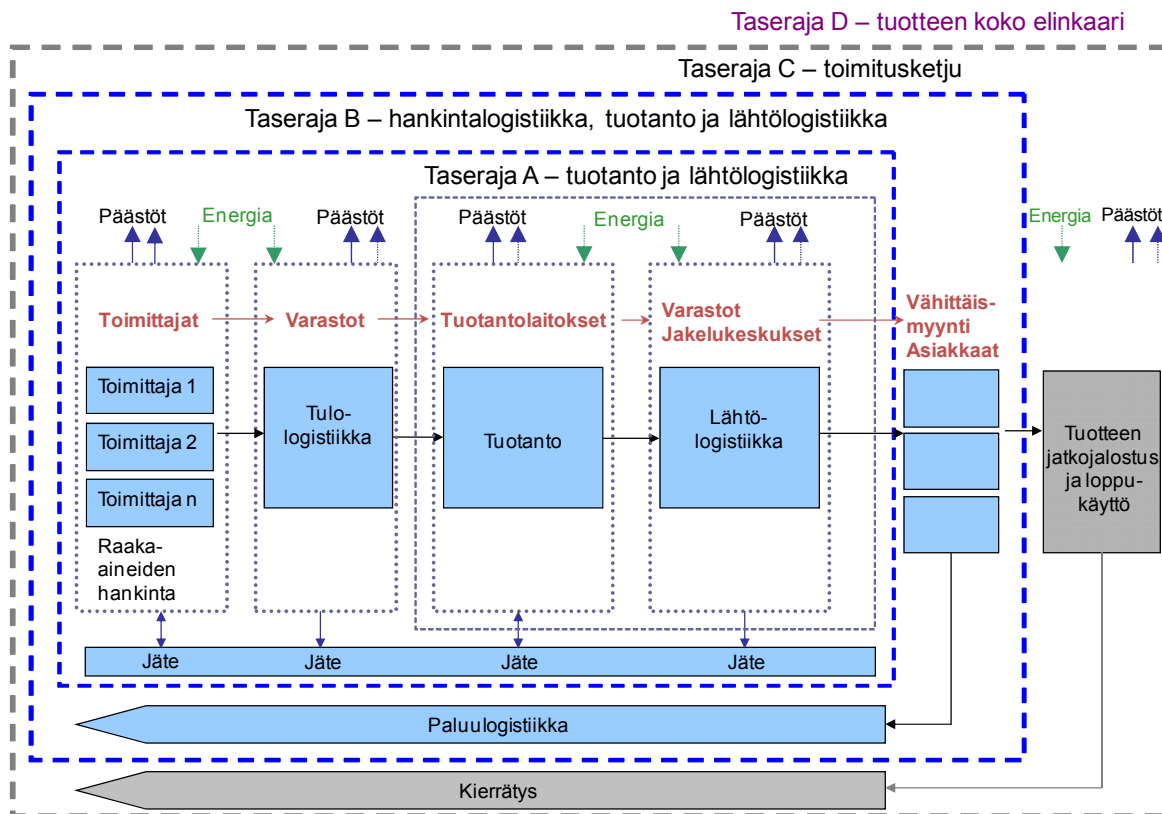 Taseraja D – tuotteen koko elinkaari
Taseraja C – toimitusketju
Taseraja B – hankintalogistiikka, tuotanto ja lähtölogistiikka
Taseraja A – tuotanto ja lähtölogistiikka
Päästöt
Energia
Päästöt
Päästöt
Energia
Päästöt
Energia
Päästöt
Toimittajat
Varastot
Tuotantolaitokset
Varastot
Jakelukeskukset
Vähittäis-
myynti
Asiakkaat
Toimittaja 1
Toimittaja 2
Toimittaja n
Raaka-
aineiden
hankinta
Tulo-
logistiikka
Tuotanto
Lähtö-
logistiikka
Tuotteen
jatkojalostus
ja loppu-
käyttö
Jäte
Jäte
Jäte
Jäte
Paluulogistiikka
Kierrätys